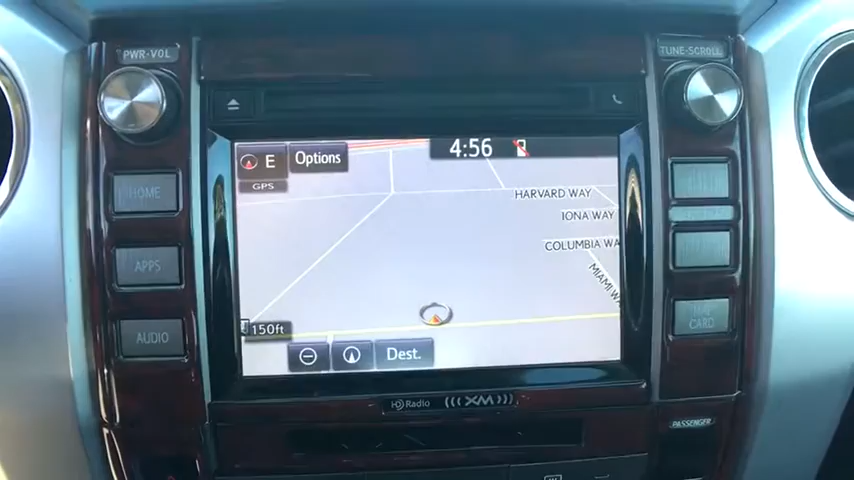 PWR•VOL
TUNE•SCROLL
E
Options
4:56
GPS
HOME
HARVARD WAY
IONA WAY
APPS
COLUMBIA WA
MIAMI W
150ft
AUDIO
Dest.
CARD
HD Radio
XM
PASSENGER